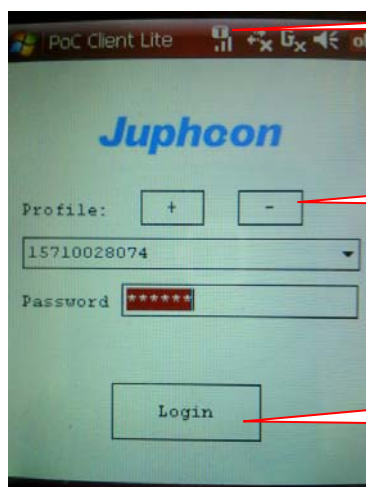 PoC Client Lite
Juphoon
Profile: + -
15710028074
Password ******
Login